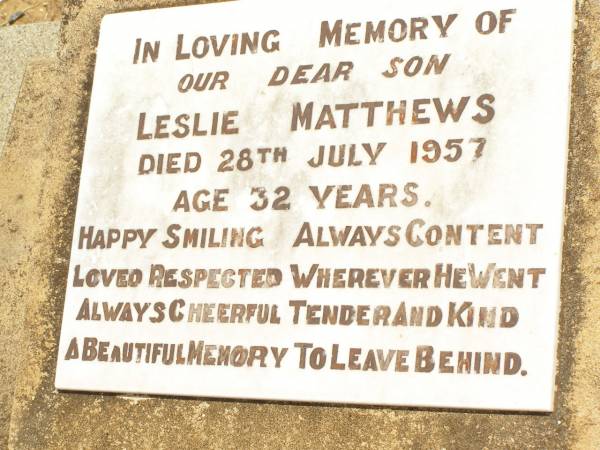 IN LOVING MEMORY OF
OUR DEAR SON
LESLIE MATTHEWS
DIED 28TH JULY 1957
AGE 32 YEARS.
HAPPY SMILING ALWAYS CONTENT
LOVED RESPECTED WHEREVER HE WENT
ALWAYS CHEERFUL TENDER AND KIND
A BEAUTIFUL MEMORY TO LEAVE BEHIND.